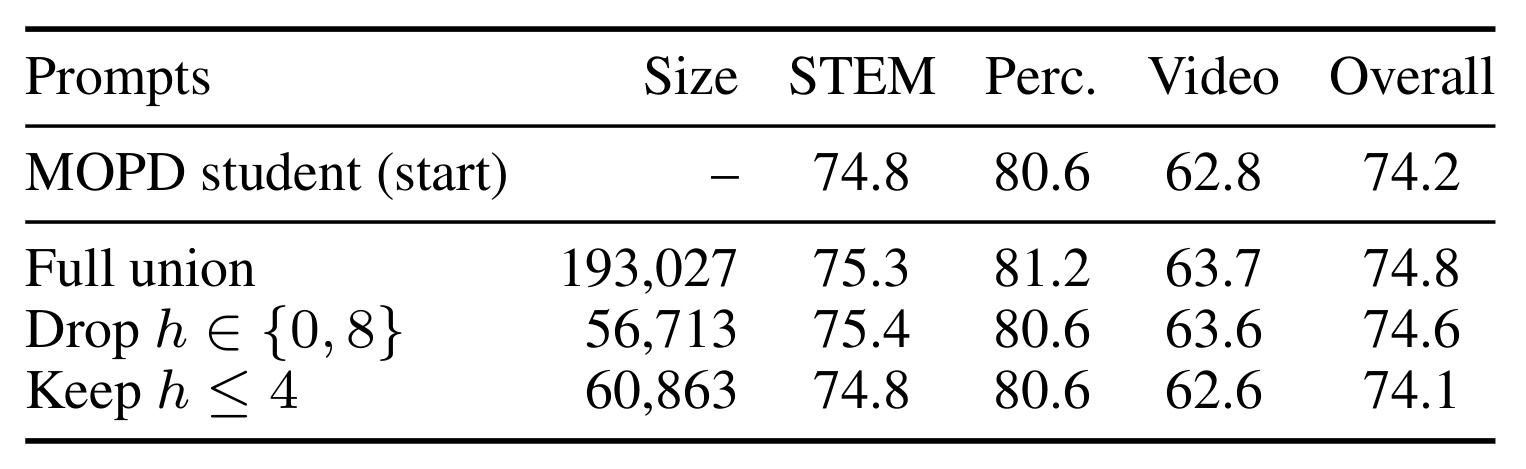 Prompts Size STEM Perc. Video Overall
MOPD student (start) – 74.8 80.6 62.8 74.2
Full union 193,027 75.3 81.2 63.7 74.8
Drop h ∈ {0, 8} 56,713 75.4 80.6 63.6 74.6
Keep h ≤ 4 60,863 74.8 80.6 62.6 74.1